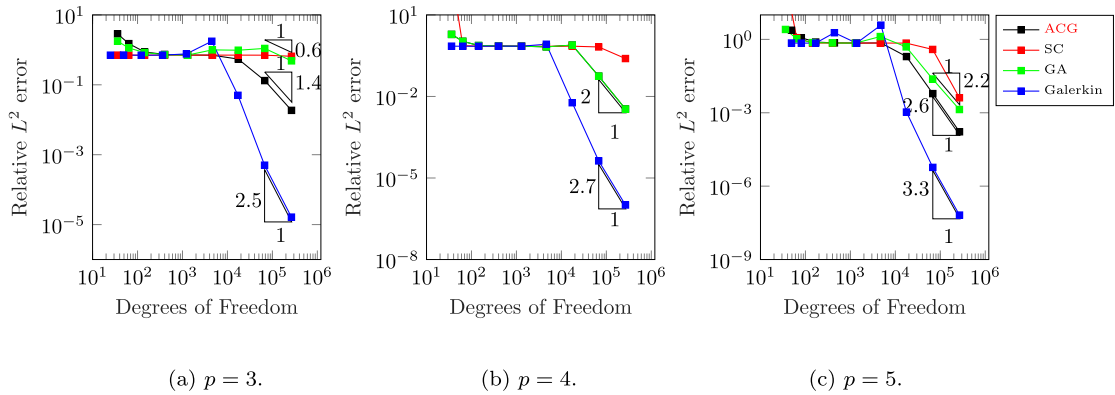 10^1
10^-1
10^-3
10^-5
Relative L^2 error
10^1 10^2 10^3 10^4 10^5 10^6
Degrees of Freedom
1
0.6
1
1.4
2.5
1
(a) p = 3.
10^1
10^-2
10^-5
10^-8
Relative L^2 error
10^1 10^2 10^3 10^4 10^5 10^6
Degrees of Freedom
2
1
2.7
1
(b) p = 4.
10^0
10^-3
10^-6
10^-9
Relative L^2 error
10^1 10^2 10^3 10^4 10^5 10^6
Degrees of Freedom
1
2.2
2.6
1
3.3
1
(c) p = 5.
ACG
SC
GA
Galerkin